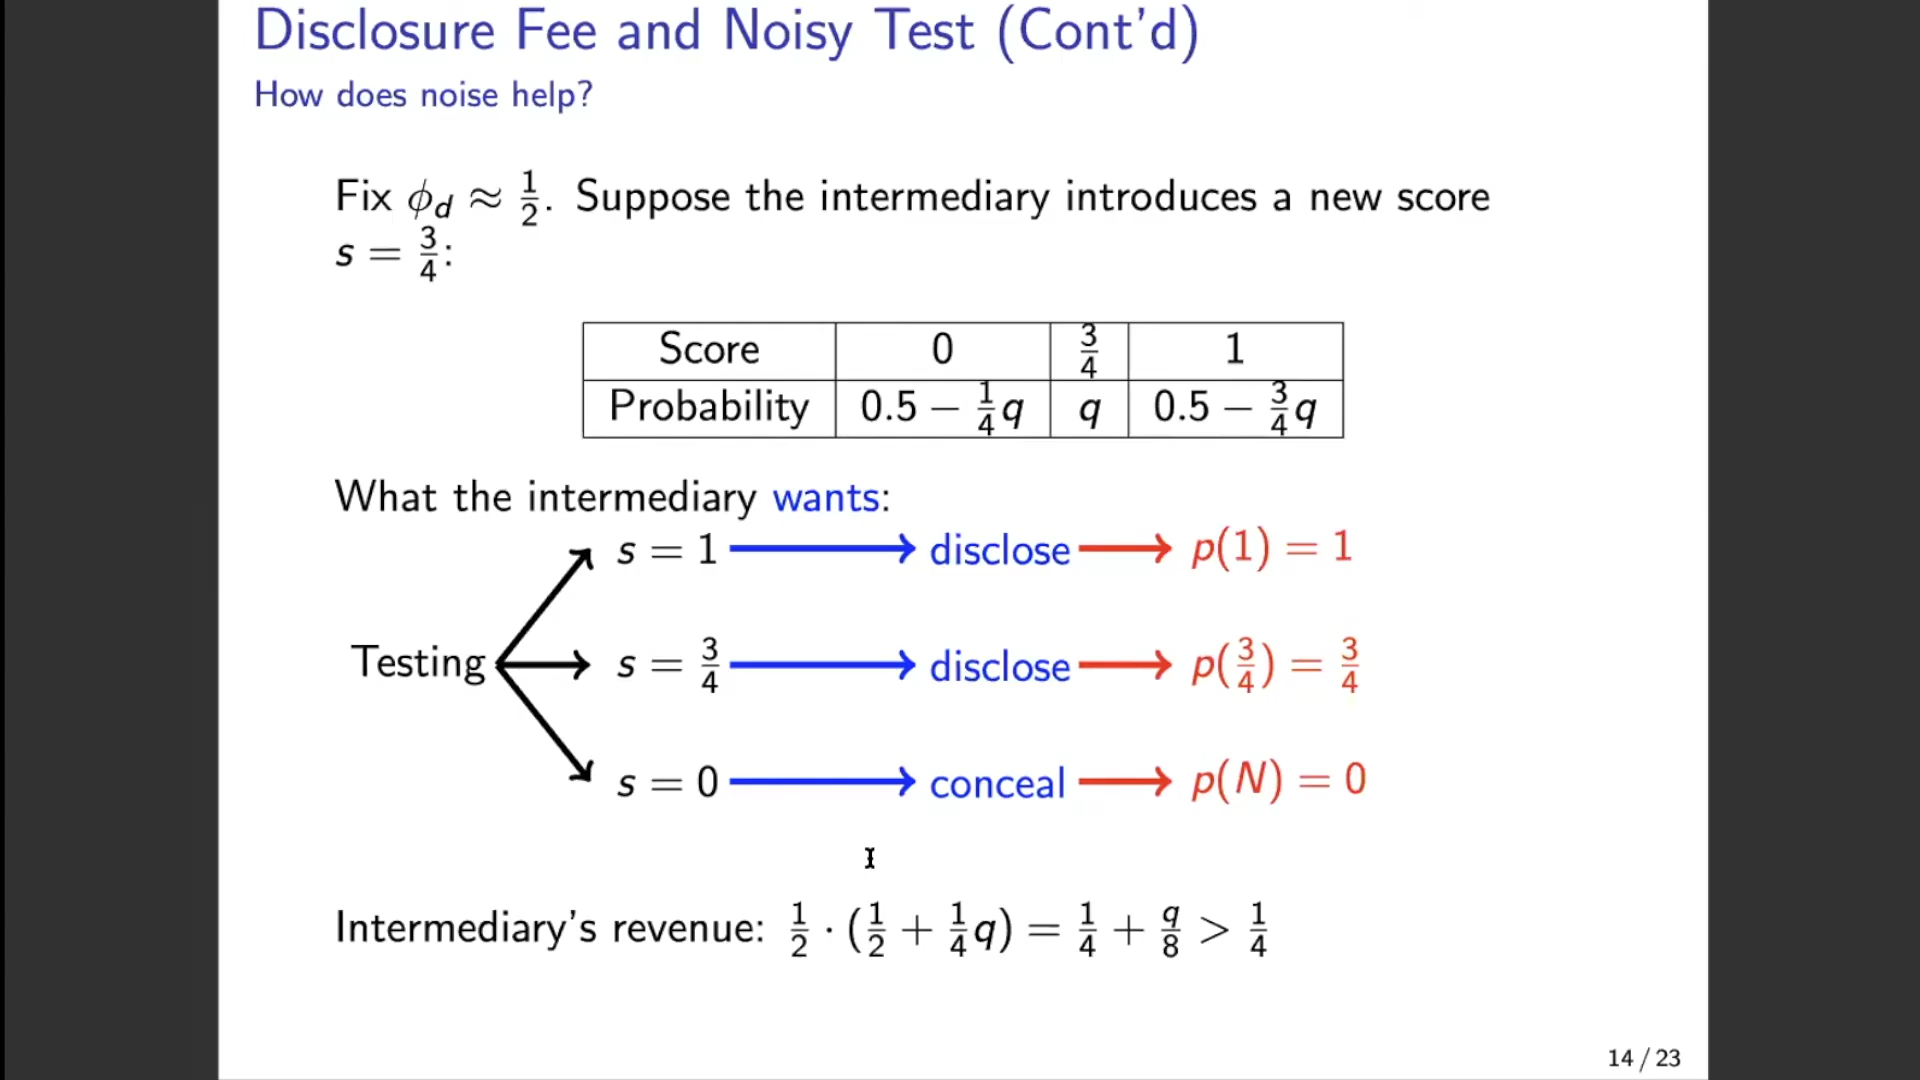 Disclosure Fee and Noisy Test (Cont'd)
How does noise help?
Fix ϕ_d ≈ 1/2. Suppose the intermediary introduces a new score
s = 3/4:
Score 0 3/4 1
Probability 0.5 − 1/4 q q 0.5 − 3/4 q
What the intermediary wants:
s = 1 disclose p(1) = 1
Testing s = 3/4 disclose p(3/4) = 3/4
s = 0 conceal p(N) = 0
Intermediary's revenue: 1/2 · (1/2 + 1/4 q) = 1/4 + q/8 > 1/4
14 / 23